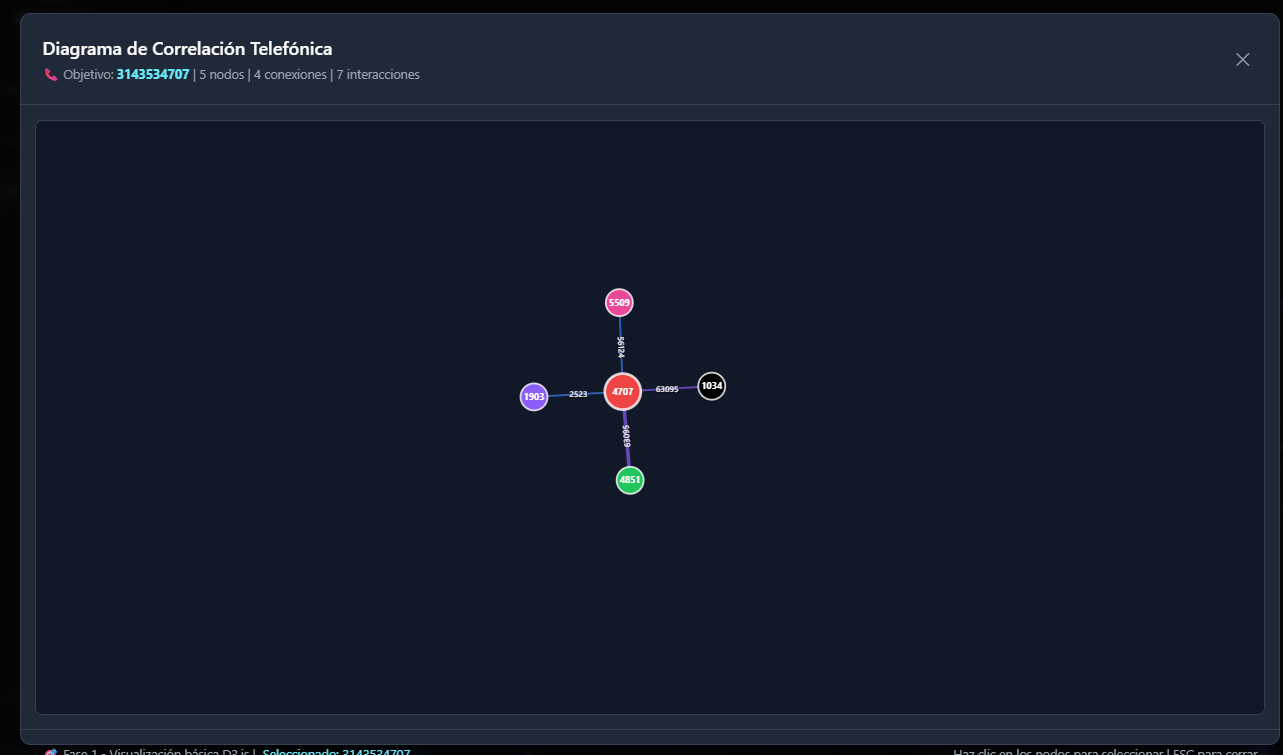 Diagrama de Correlación Telefónica
Objetivo: 3143534707 | 5 nodos | 4 conexiones | 7 interacciones
5509
56124
1903
2523
4707
63095
1034
63095
4851
Fase 1 - Visualización básica D3.js | Seleccionado: 3143534707
Haz clic en los nodos para seleccionar | ESC para cerrar